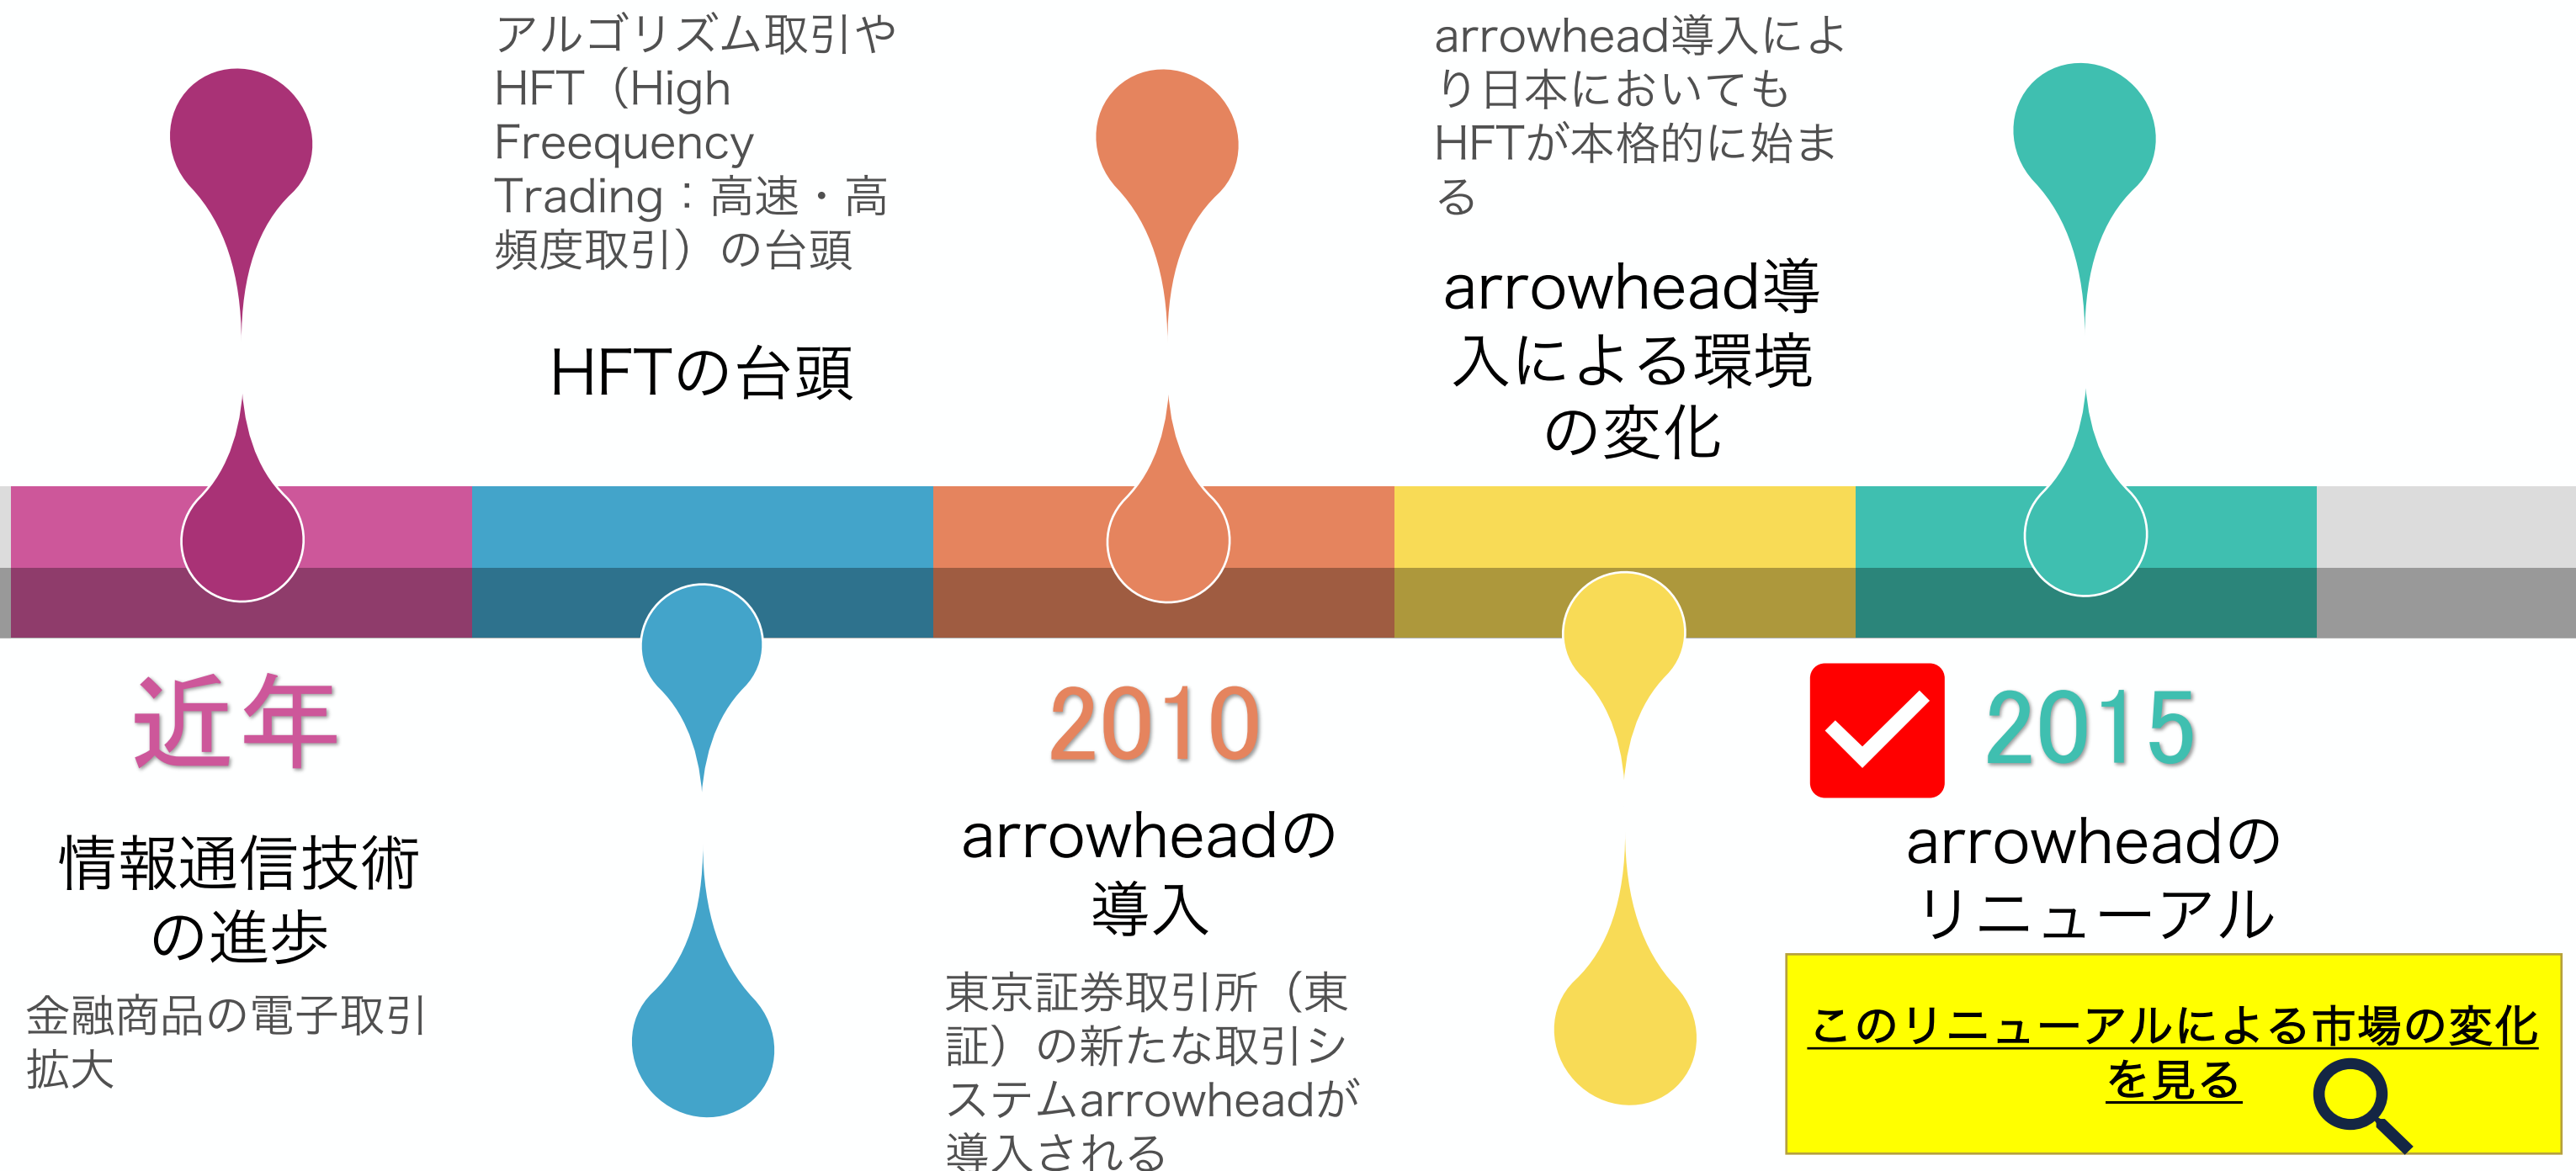 アルゴリズム取引や
HFT（High
Freequency
Trading：高速・高
頻度取引）の台頭
HFTの台頭
arrowhead導入によ
り日本においても
HFTが本格的に始ま
る
arrowhead導
入による環境
の変化
近年
情報通信技術
の進歩
金融商品の電子取引
拡大
2010
arrowheadの
導入
東京証券取引所（東
証）の新たな取引シ
ステムarrowheadが
導入される
2015
arrowheadの
リニューアル
このリニューアルによる市場の変化
を見る